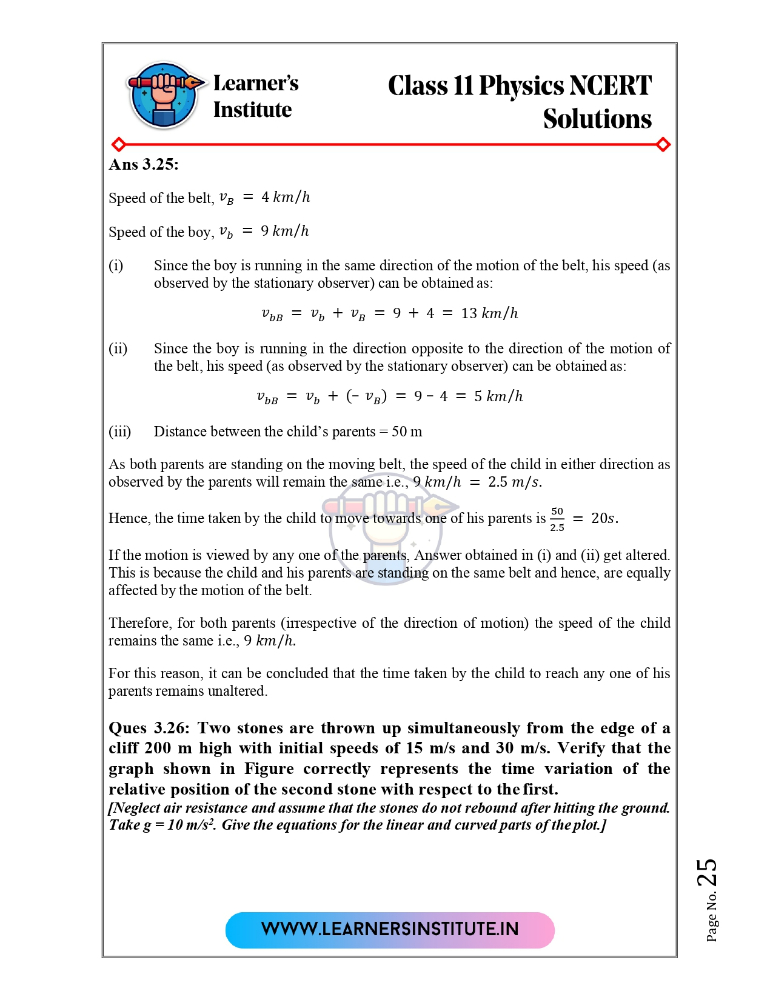 Learner's
Institute
Class 11 Physics NCERT
Solutions
Ans 3.25:
Speed of the belt, v_B = 4 km/h
Speed of the boy, v_b = 9 km/h
(i) Since the boy is running in the same direction of the motion of the belt, his speed (as
observed by the stationary observer) can be obtained as:
v_bB = v_b + v_B = 9 + 4 = 13 km/h
(ii) Since the boy is running in the direction opposite to the direction of the motion of
the belt, his speed (as observed by the stationary observer) can be obtained as:
v_bB = v_b + (– v_B) = 9 – 4 = 5 km/h
(iii) Distance between the child's parents = 50 m
As both parents are standing on the moving belt, the speed of the child in either direction as
observed by the parents will remain the same i.e., 9 km/h = 2.5 m/s.
Hence, the time taken by the child to move towards one of his parents is 50/2.5 = 20s.
If the motion is viewed by any one of the parents, Answer obtained in (i) and (ii) get altered.
This is because the child and his parents are standing on the same belt and hence, are equally
affected by the motion of the belt.
Therefore, for both parents (irrespective of the direction of motion) the speed of the child
remains the same i.e., 9 km/h.
For this reason, it can be concluded that the time taken by the child to reach any one of his
parents remains unaltered.
Ques 3.26: Two stones are thrown up simultaneously from the edge of a
cliff 200 m high with initial speeds of 15 m/s and 30 m/s. Verify that the
graph shown in Figure correctly represents the time variation of the
relative position of the second stone with respect to the first.
[Neglect air resistance and assume that the stones do not rebound after hitting the ground.
Take g = 10 m/s². Give the equations for the linear and curved parts of the plot.]
Page No. 25
WWW.LEARNERSINSTITUTE.IN